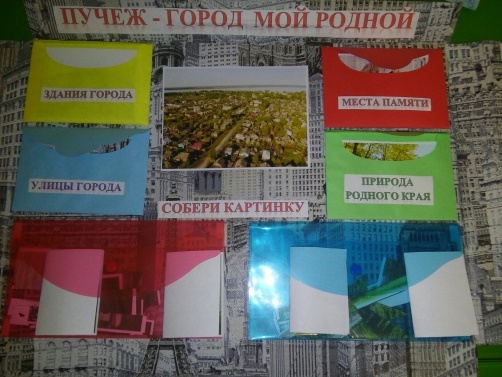 ПУЧЕЖ - ГОРОД МОЙ РОДНОЙ
ЗДАНИЯ ГОРОДА
МЕСТА ПАМЯТИ
УЛИЦЫ ГОРОДА
ПРИРОДА
РОДНОГО КРАЯ
СОБЕРИ КАРТИНКУ